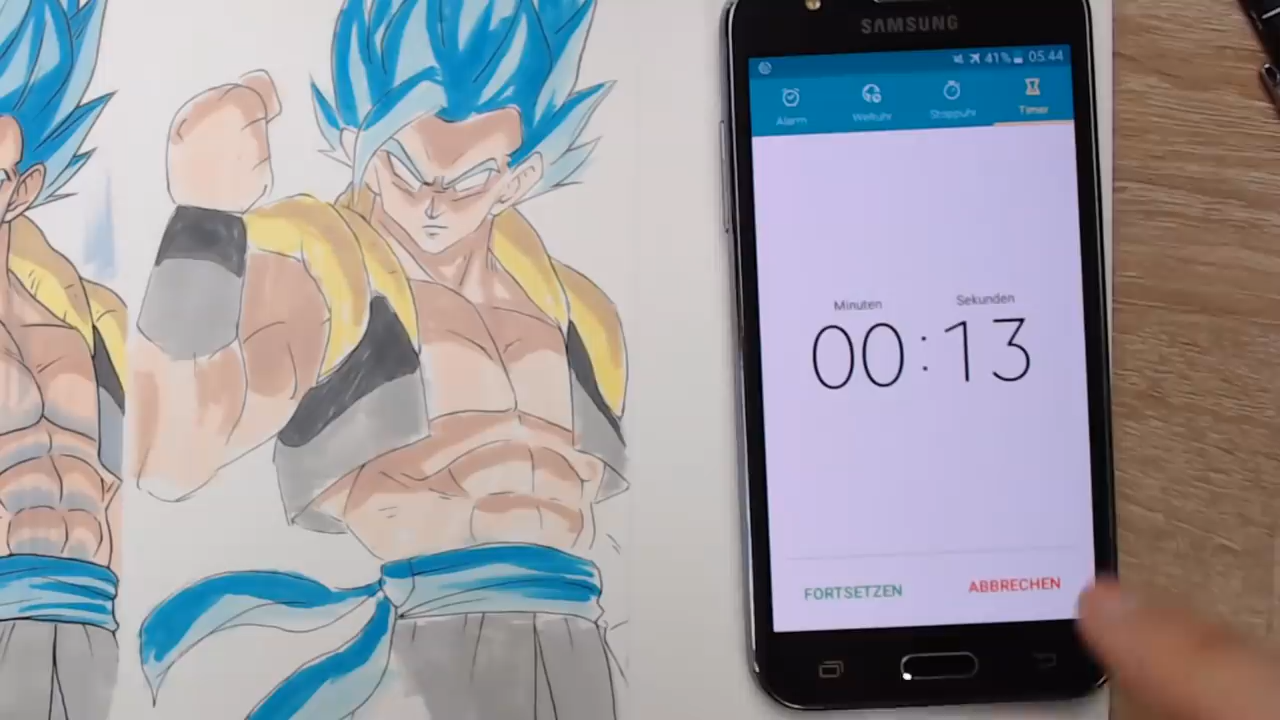 SAMSUNG
41% 05:44
Alarm Weltuhr Stoppuhr Timer
Minuten Sekunden
00:13
FORTSETZEN ABBRECHEN